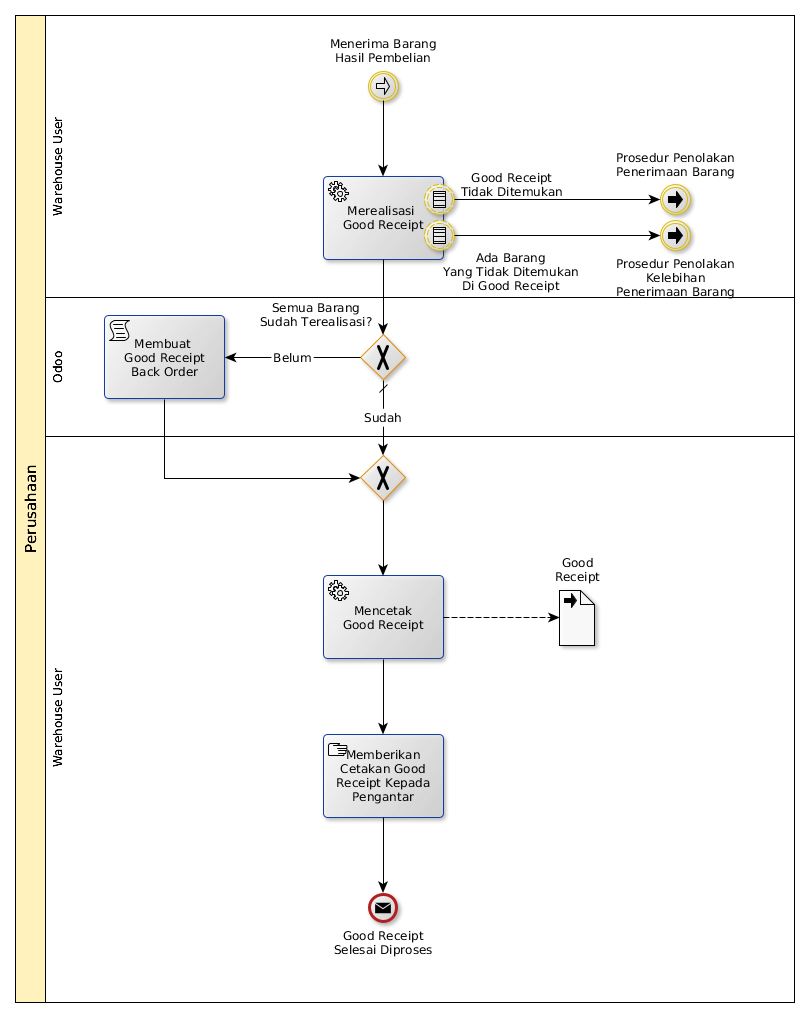 Perusahaan
Warehouse User
Menerima Barang
Hasil Pembelian
Merealisasi
Good Receipt
Good Receipt
Tidak Ditemukan
Prosedur Penolakan
Penerimaan Barang
Ada Barang
Yang Tidak Ditemukan
Di Good Receipt
Prosedur Penolakan
Kelebihan
Penerimaan Barang
Odoo
Semua Barang
Sudah Terealisasi?
Membuat
Good Receipt
Back Order
Belum
Sudah
Warehouse User
Mencetak
Good Receipt
Good
Receipt
Memberikan
Cetakan Good
Receipt Kepada
Pengantar
Good Receipt
Selesai Diproses